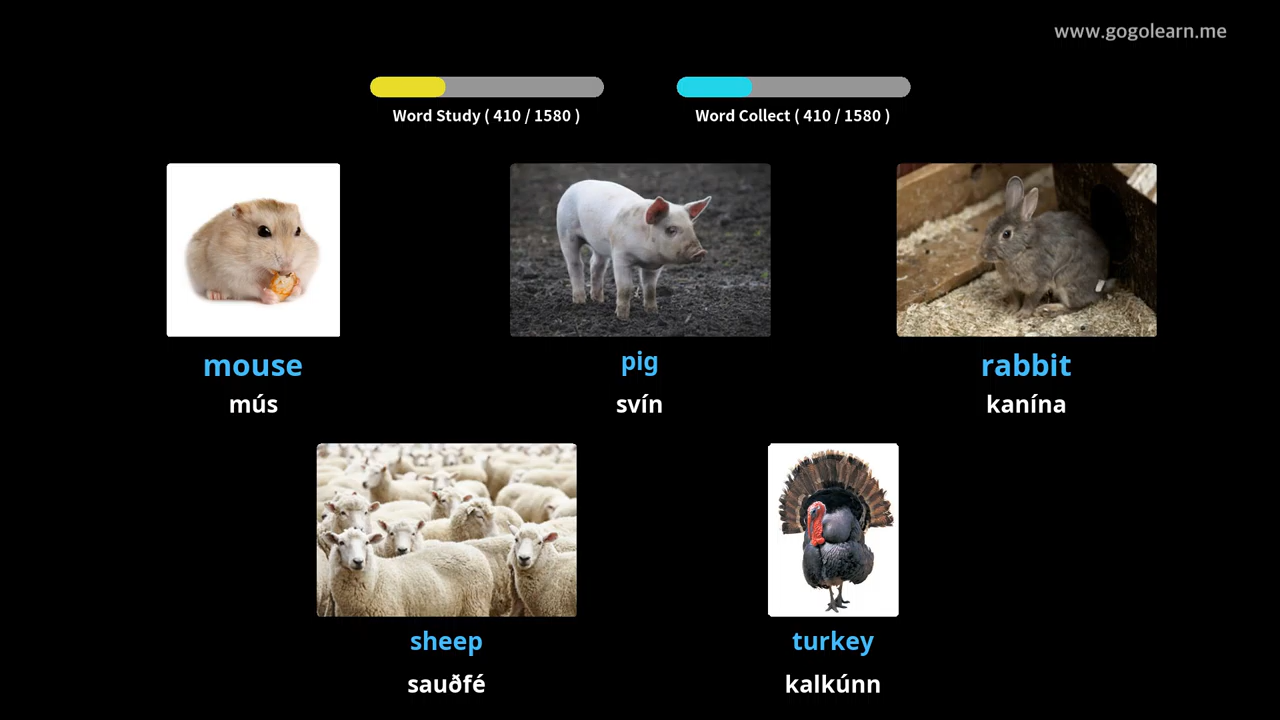 www.gogolearn.me
Word Study ( 410 / 1580 )
Word Collect ( 410 / 1580 )
mouse
mús
pig
svín
rabbit
kanína
sheep
sauðfé
turkey
kalkúnn